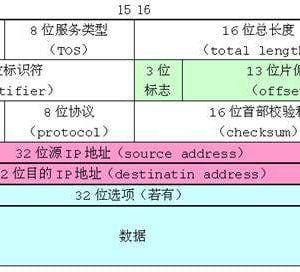 15 16
8 位服务类型 16 位总长度
(TOS) (total length
位标识符 3 位 13 位片偏
tifier) 标志 (offset
8 位协议 16 位首部校验和
(protocol) (checksum)
32 位源 IP 地址 (source address)
2 位目的 IP 地址 (destinatin address)
32 位选项 (若有)
数据